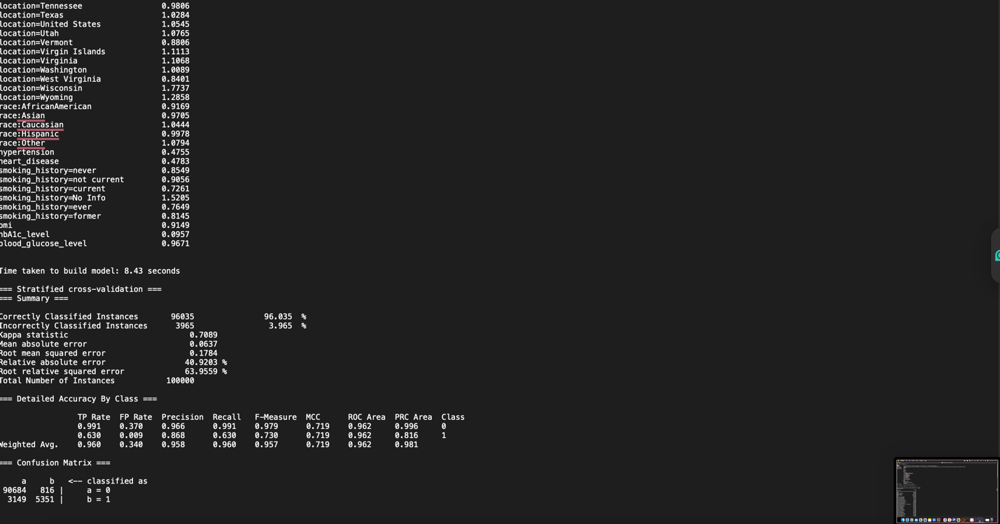 location=Tennessee 0.9806
location=Texas 1.0284
location=United States 1.0545
location=Utah 1.0765
location=Vermont 0.8806
location=Virgin Islands 1.1113
location=Virginia 1.1068
location=Washington 1.0089
location=West Virginia 0.8401
location=Wisconsin 1.7737
location=Wyoming 1.2858
race:AfricanAmerican 0.9169
race:Asian 0.9705
race:Caucasian 1.0444
race:Hispanic 0.9978
race:Other 1.0794
hypertension 0.4755
heart_disease 0.4783
smoking_history=never 0.8549
smoking_history=not current 0.9056
smoking_history=current 0.7261
smoking_history=No Info 1.5205
smoking_history=ever 0.7649
smoking_history=former 0.8145
bmi 0.9149
hbA1c_level 0.0957
blood_glucose_level 0.9671
Time taken to build model: 8.43 seconds
=== Stratified cross-validation ===
=== Summary ===
Correctly Classified Instances 96035 96.035 %
Incorrectly Classified Instances 3965 3.965 %
Kappa statistic 0.7089
Mean absolute error 0.0637
Root mean squared error 0.1784
Relative absolute error 40.9203 %
Root relative squared error 63.9559 %
Total Number of Instances 100000
=== Detailed Accuracy By Class ===
TP Rate FP Rate Precision Recall F-Measure MCC ROC Area PRC Area Class
0.991 0.370 0.966 0.991 0.979 0.719 0.962 0.996 0
0.630 0.009 0.868 0.630 0.730 0.719 0.962 0.816 1
Weighted Avg. 0.960 0.340 0.958 0.960 0.957 0.719 0.962 0.981
=== Confusion Matrix ===
a b <-- classified as
90684 816 | a = 0
3149 5351 | b = 1